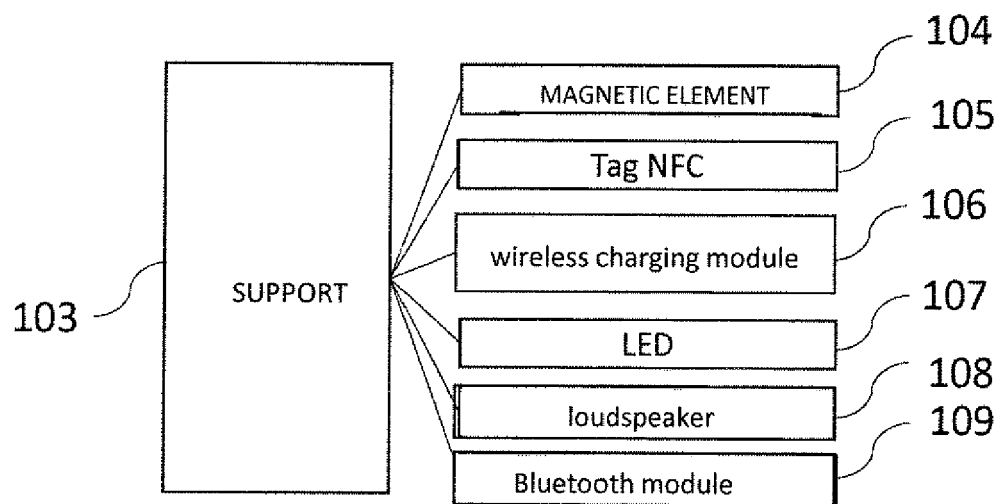 104
MAGNETIC ELEMENT
105
Tag NFC
106
wireless charging module
SUPPORT
103
107
LED
108
loudspeaker
109
Bluetooth module